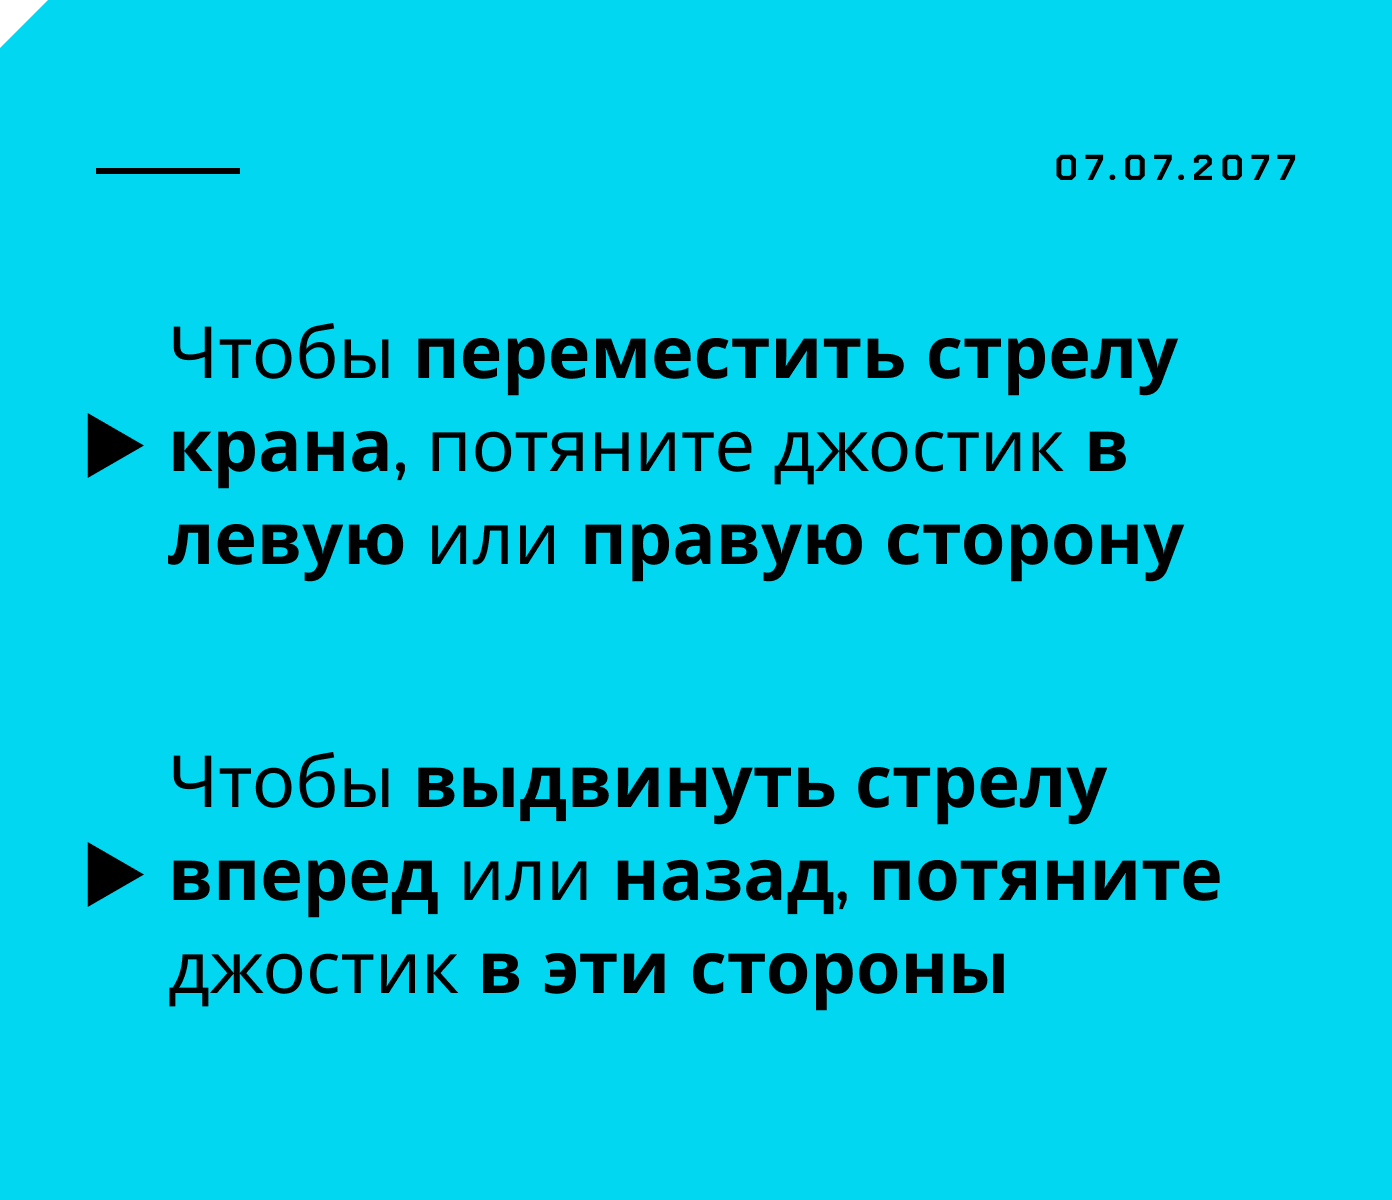 07.07.2077
Чтобы переместить стрелу
крана, потяните джостик в
левую или правую сторону
Чтобы выдвинуть стрелу
вперед или назад, потяните
джостик в эти стороны